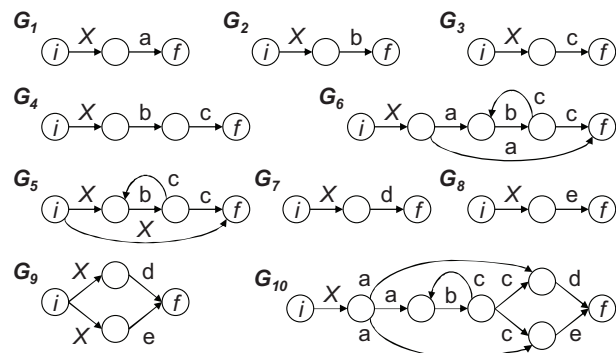 G1 G2 G3
i X a f i X b f i X c f
G4 G6
i X b c f i X a b c c f a
G5 G7 G8
i X b c c f X i X d f i X e f
G9 G10
i X d X e f i X a a a b c c c d e f